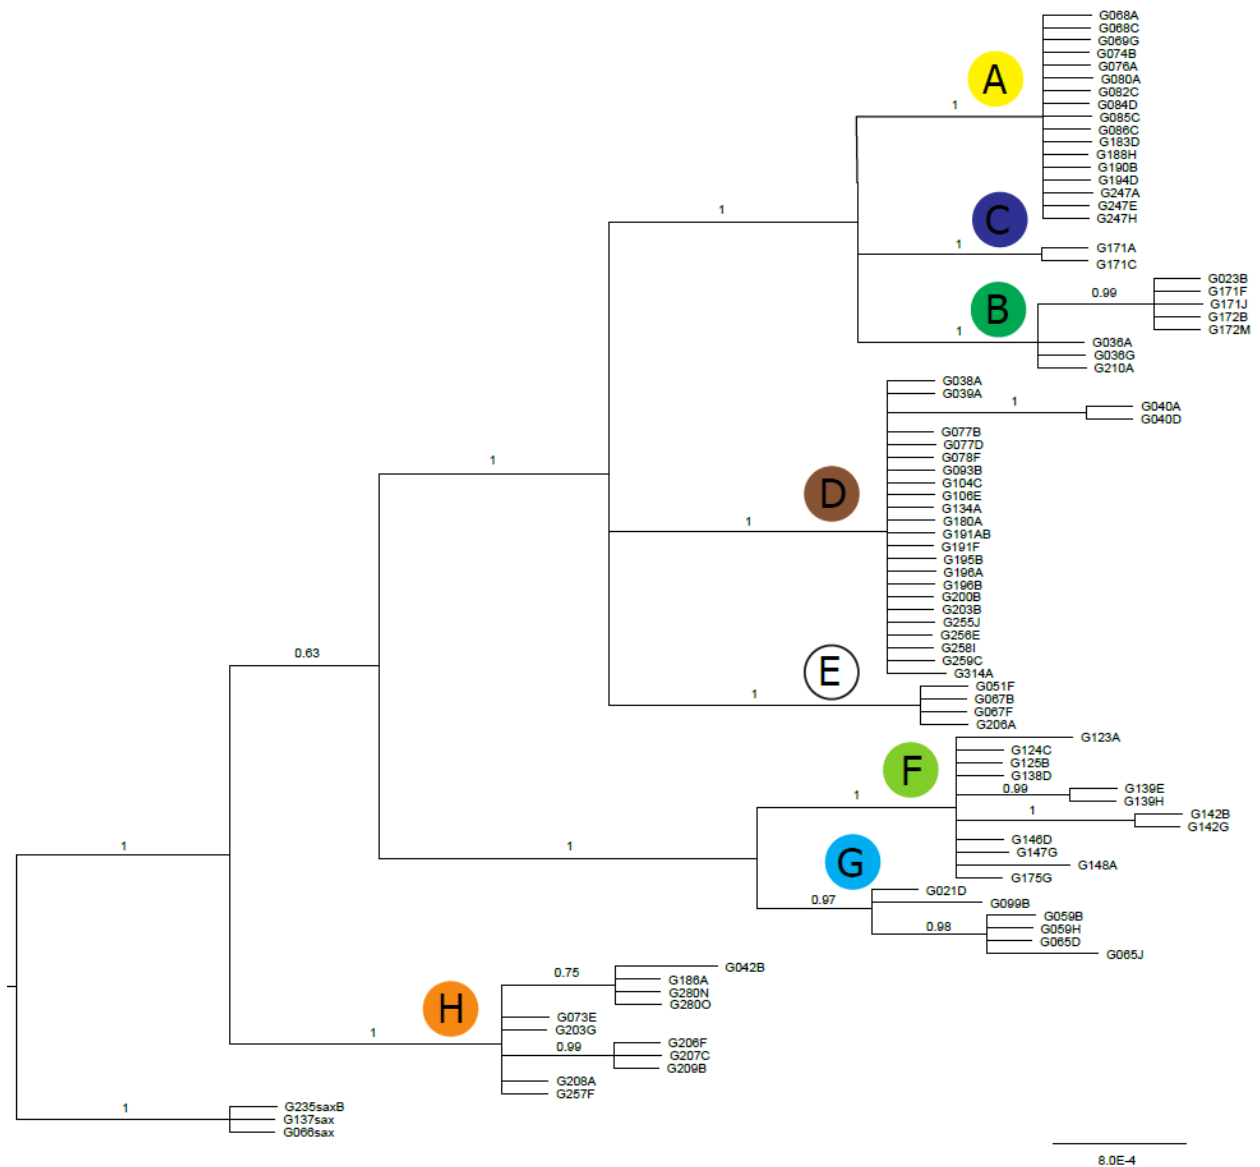 G068A
G068C
G069G
G074B
G076A
A
G080A
G082C
1
G084D
G085C
G086C
G183D
G188H
G190B
G194D
G247A
1
G247E
C
G247H
1
G171A
G171C
G023B
0.99
G171F
B
G171J
G172B
1
G172M
G036A
G036G
G210A
G038A
G039A
1
G040A
G040D
G077B
G077D
1
G078F
G093B
G104C
D
G106E
G134A
1
G180A
G191AB
G191F
G195B
G196A
G196B
G200B
G203B
G255J
G256E
0.63
G258I
G259C
E
G314A
G051F
1
G067B
G067F
G206A
G123A
G124C
F
G125B
G138D
1
0.99
G139E
G139H
1
G142B
G142G
G146D
1
1
G147G
G
G148A
G175G
G021D
0.97
G099B
G059B
0.98
G059H
G065D
G065J
0.75
G042B
G186A
G280N
H
G280O
G073E
1
G203G
0.99
G206F
G207C
G209B
G208A
G257F
1
G235saxB
G137sax
G066sax
8.0E-4